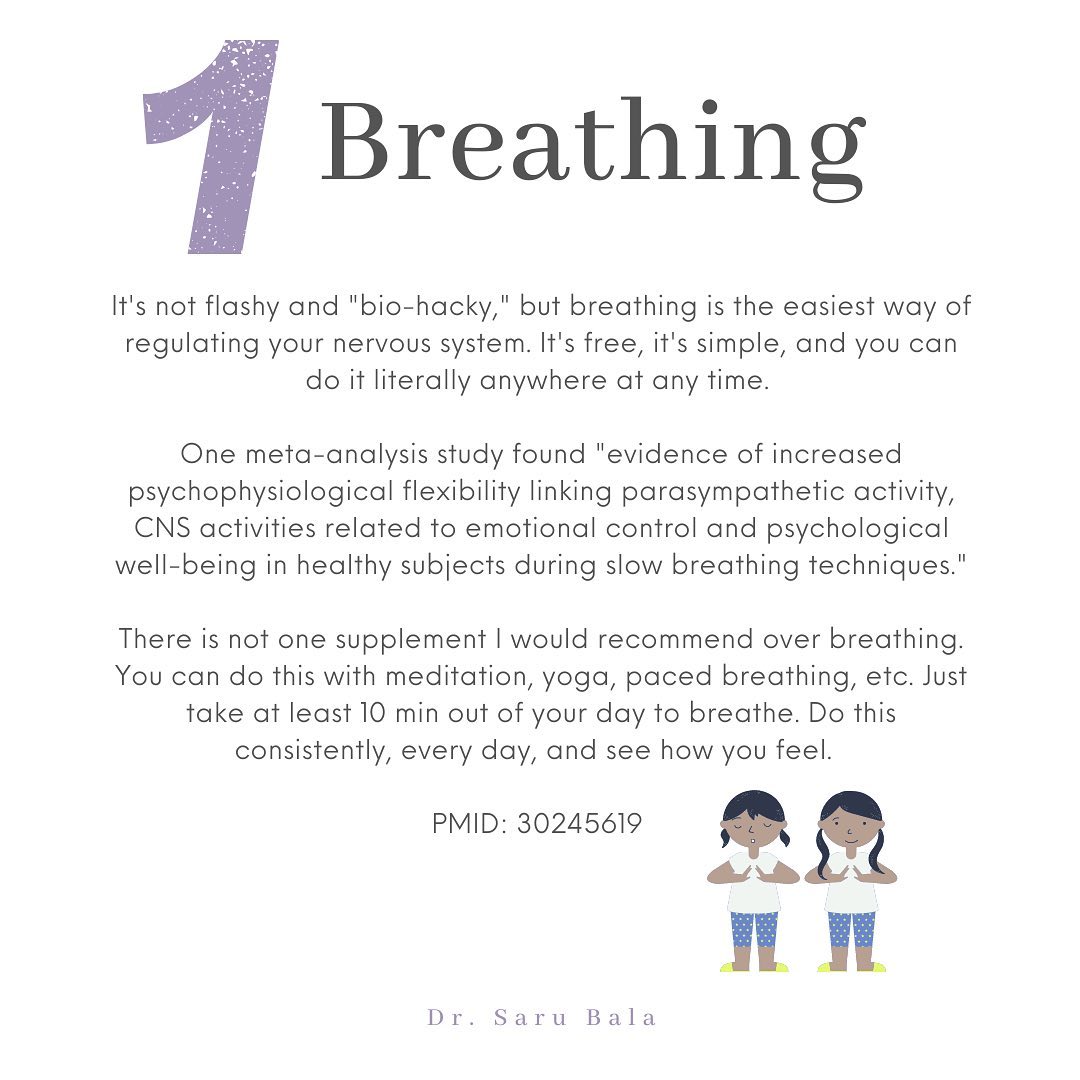 1 Breathing
It's not flashy and "bio-hacky," but breathing is the easiest way of
regulating your nervous system. It's free, it's simple, and you can
do it literally anywhere at any time.
One meta-analysis study found "evidence of increased
psychophysiological flexibility linking parasympathetic activity,
CNS activities related to emotional control and psychological
well-being in healthy subjects during slow breathing techniques."
There is not one supplement I would recommend over breathing.
You can do this with meditation, yoga, paced breathing, etc. Just
take at least 10 min out of your day to breathe. Do this
consistently, every day, and see how you feel.
PMID: 30245619
Dr. Saru Bala